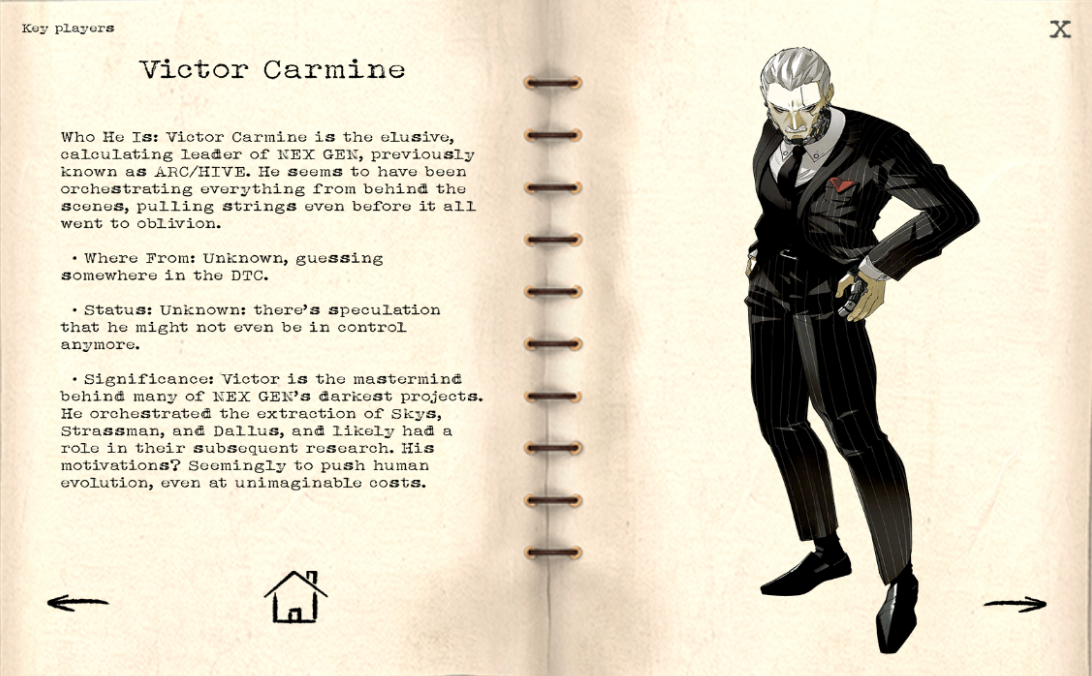 Key players
X
Victor Carmine
Who He Is: Victor Carmine is the elusive,
calculating leader of NEX GEN, previously
known as ARC/HIVE. He seems to have been
orchestrating everything from behind the
scenes, pulling strings even before it all
went to oblivion.
• Where From: Unknown, guessing
somewhere in the DTC.
• Status: Unknown: there's speculation
that he might not even be in control
anymore.
• Significance: Victor is the mastermind
behind many of NEX GEN's darkest projects.
He orchestrated the extraction of Skys,
Strassman, and Dallus, and likely had a
role in their subsequent research. His
motivations? Seemingly to push human
evolution, even at unimaginable costs.